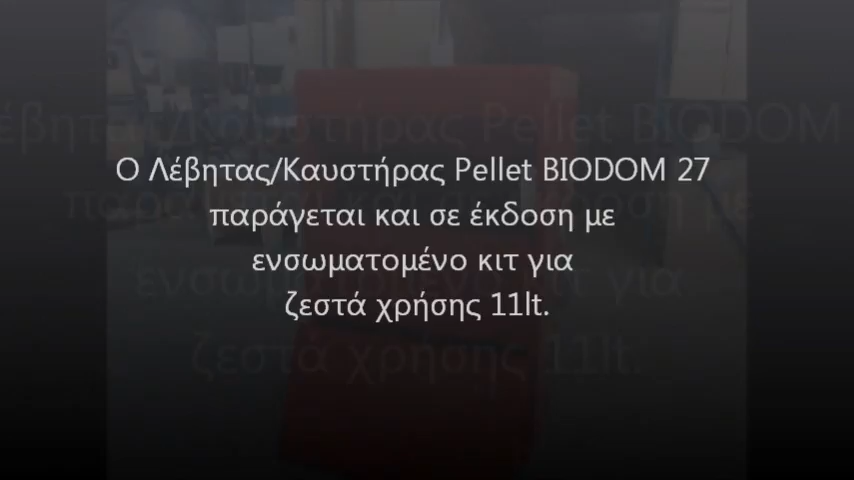 Ο Λέβητας/Καυστήρας Pellet BIODOM 27
παράγεται και σε έκδοση με
ενσωματομένο κιτ για
ζεστά χρήσης 11lt.